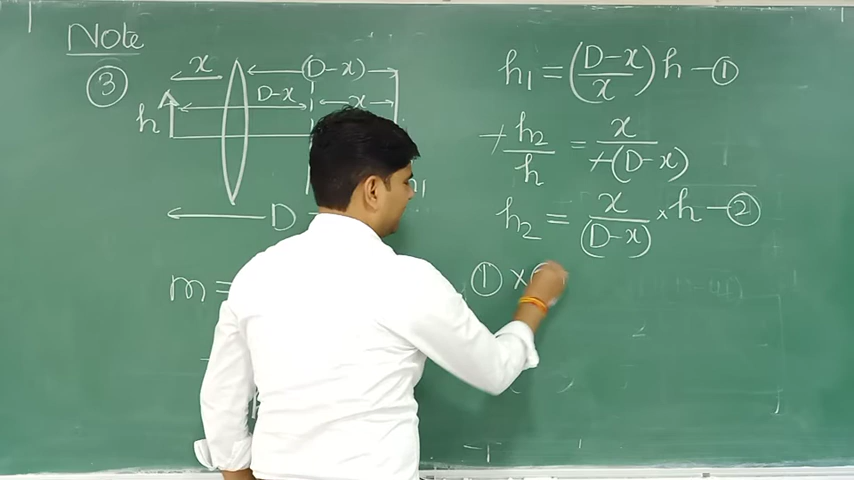 Note
③
x
(D-x)
D-x
x
h
D
m =
h₁ = ((D-x)/x) h -①
-h₂/h = x/-(D-x)
h₂ = x/(D-x) × h -②
① ×